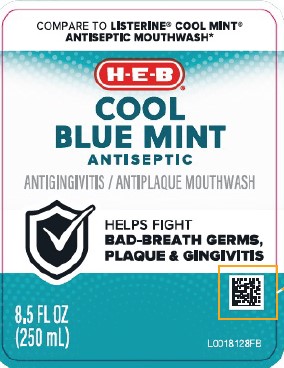 COMPARE TO LISTERINE® COOL MINT®
ANTISEPTIC MOUTHWASH*
H-E-B
COOL
BLUE MINT
ANTISEPTIC
ANTIGINGIVITIS / ANTIPLAQUE MOUTHWASH
HELPS FIGHT
BAD-BREATH GERMS,
PLAQUE & GINGIVITIS
8.5 FL OZ
(250 mL)
L0018128FB